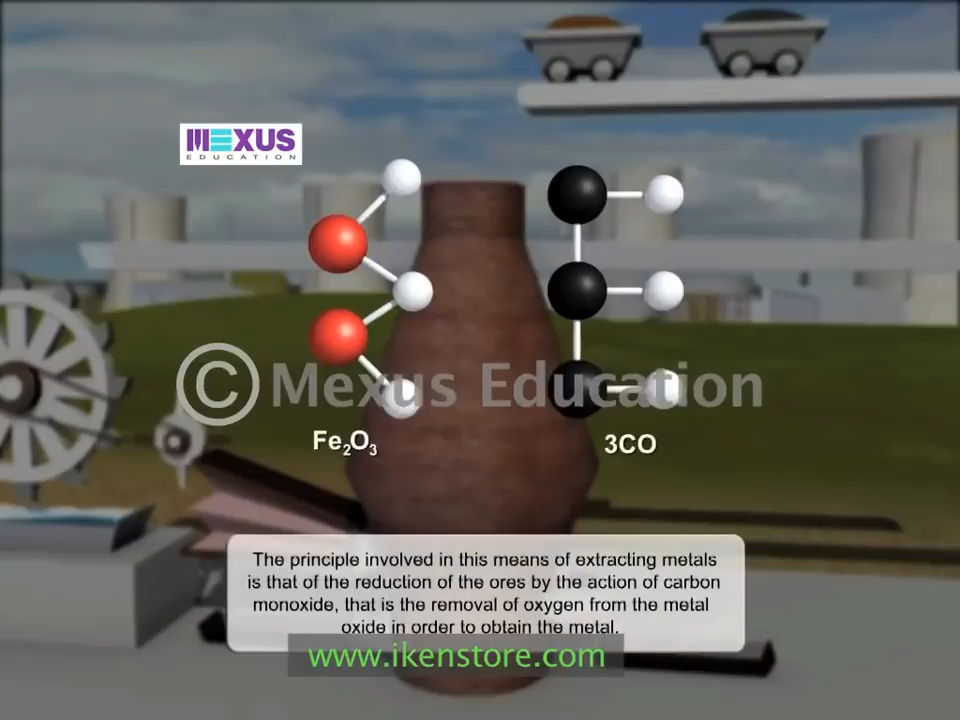 MEXUS
EDUCATION
© Mexus Education
Fe₂O₃
3CO
The principle involved in this means of extracting metals
is that of the reduction of the ores by the action of carbon
monoxide, that is the removal of oxygen from the metal
oxide in order to obtain the metal.
www.ikenstore.com